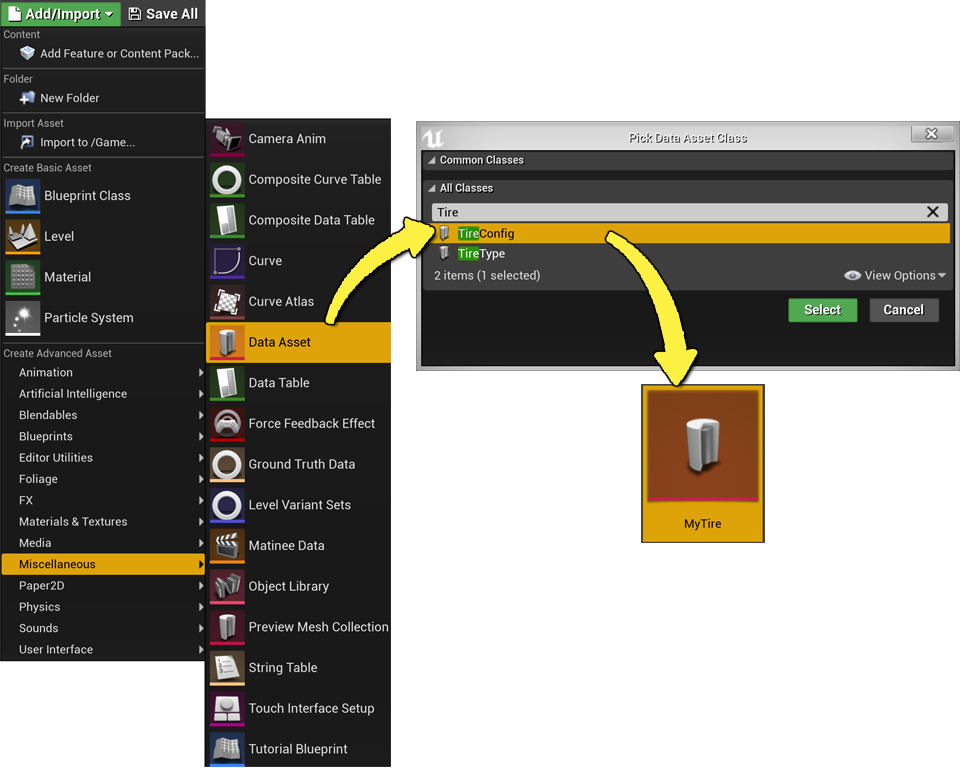 Add/Import
Save All
Content
Add Feature or Content Pack...
Folder
New Folder
Import Asset
Import to /Game...
Create Basic Asset
Blueprint Class
Level
Material
Particle System
Create Advanced Asset
Animation
Artificial Intelligence
Blendables
Blueprints
Editor Utilities
Foliage
FX
Materials & Textures
Media
Miscellaneous
Paper2D
Physics
Sounds
User Interface
Camera Anim
Composite Curve Table
Composite Data Table
Curve
Curve Atlas
Data Asset
Data Table
Force Feedback Effect
Ground Truth Data
Level Variant Sets
Matinee Data
Object Library
Preview Mesh Collection
String Table
Touch Interface Setup
Tutorial Blueprint
Pick Data Asset Class
Common Classes
All Classes
Tire
TireConfig
TireType
2 items (1 selected)
View Options
Select
Cancel
MyTire